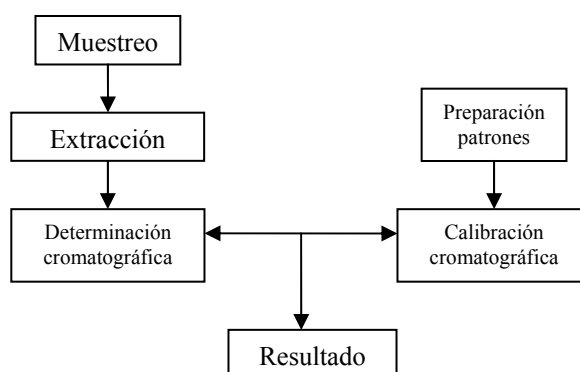 Muestreo
Extracción
Preparación
patrones
Determinación
cromatográfica
Calibración
cromatográfica
Resultado